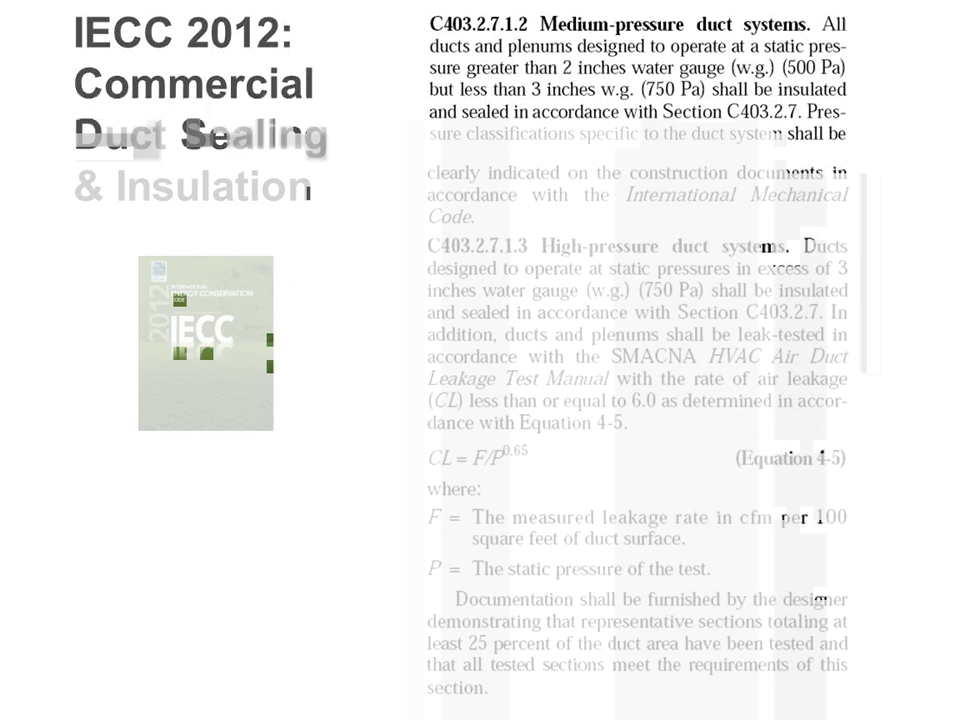 IECC 2012:
Commercial
Duct Sealing
& Insulation
2012
INTERNATIONAL
ENERGY CONSERVATION
CODE
IECC
C403.2.7.1.2 Medium-pressure duct systems. All
ducts and plenums designed to operate at a static pres-
sure greater than 2 inches water gauge (w.g.) (500 Pa)
but less than 3 inches w.g. (750 Pa) shall be insulated
and sealed in accordance with Section C403.2.7. Pres-
sure classifications specific to the duct system shall be
clearly indicated on the construction documents in
accordance with the International Mechanical
Code.
C403.2.7.1.3 High-pressure duct systems. Ducts
designed to operate at static pressures in excess of 3
inches water gauge (w.g.) (750 Pa) shall be insulated
and sealed in accordance with Section C403.2.7. In
addition, ducts and plenums shall be leak-tested in
accordance with the SMACNA HVAC Air Duct
Leakage Test Manual with the rate of air leakage
(CL) less than or equal to 6.0 as determined in accor-
dance with Equation 4-5.
CL = F/P^0.65 (Equation 4-5)
where:
F = The measured leakage rate in cfm per 100
square feet of duct surface.
P = The static pressure of the test.
Documentation shall be furnished by the designer
demonstrating that representative sections totaling at
least 25 percent of the duct area have been tested and
that all tested sections meet the requirements of this
section.